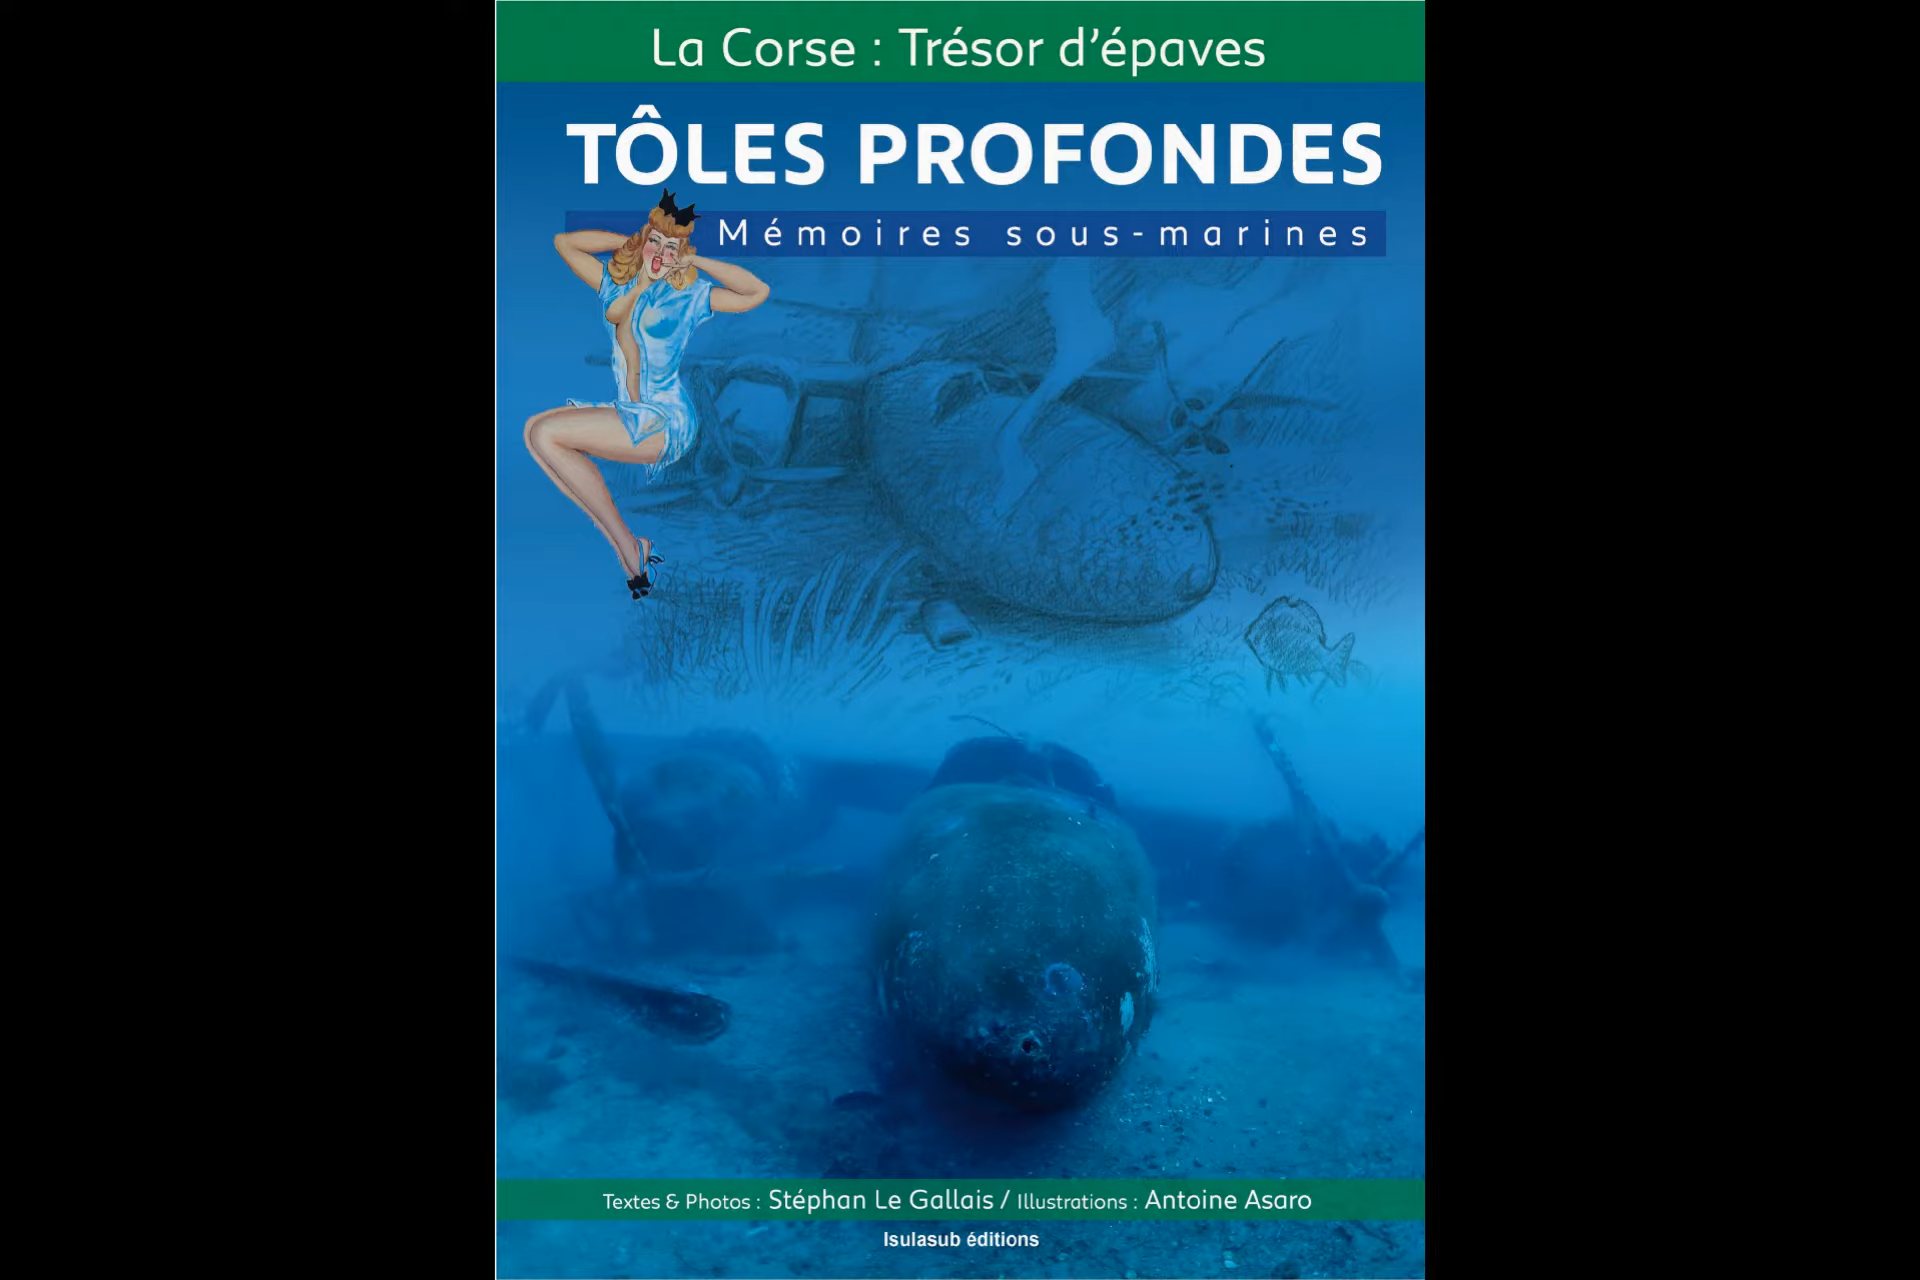 La Corse : Trésor d'épaves
TÔLES PROFONDES
Mémoires sous-marines
Textes & Photos : Stéphan Le Gallais / Illustrations : Antoine Asaro
Isulasub éditions